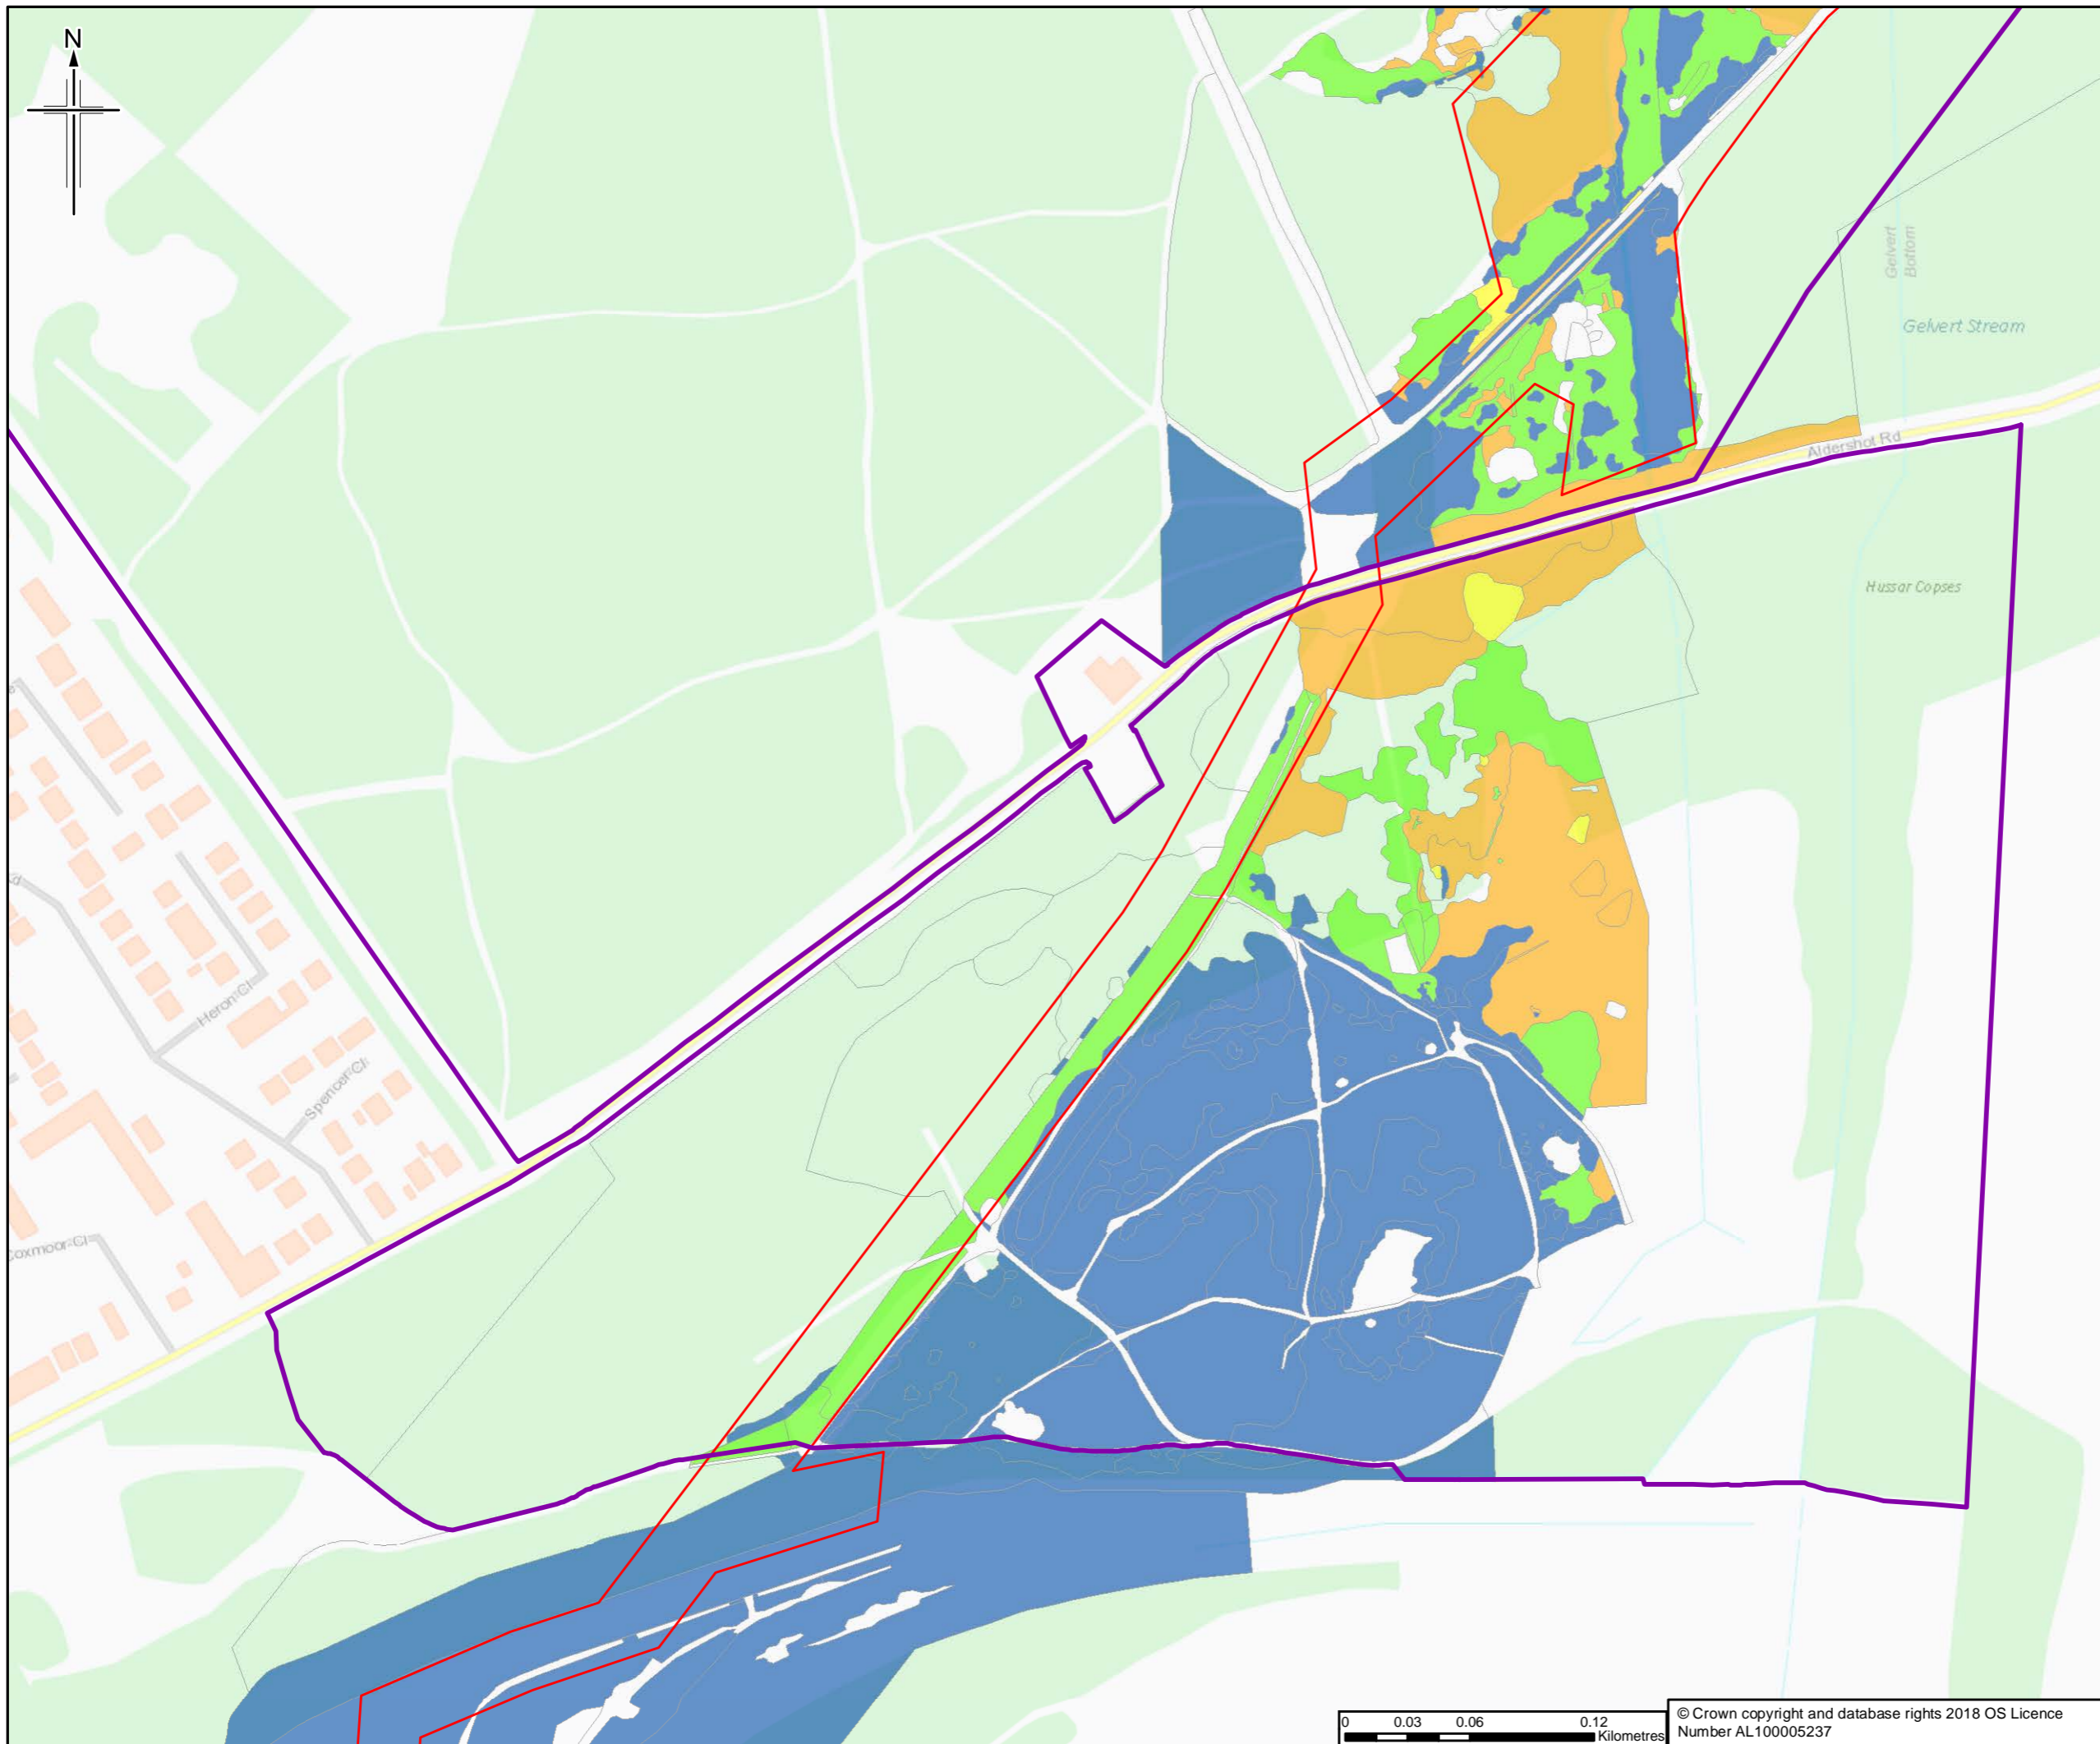 N
Gelvert
Bottom
Gelvert Stream
Aldershot Rd
Hussar Copses
Heron Cl
Spencer Cl
oxmoor Cl
0 0.03 0.06 0.12
Kilometres
© Crown copyright and database rights 2018 OS Licence
Number AL100005237